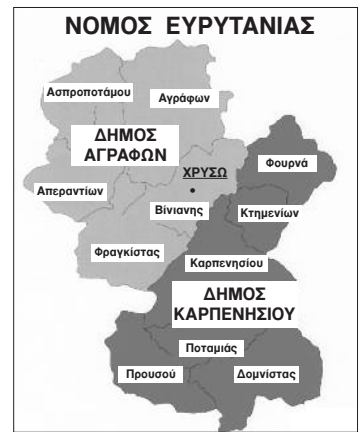 ΝΟΜΟΣ ΕΥΡΥΤΑΝΙΑΣ
Ασπροποτάμου
Αγράφων
ΔΗΜΟΣ
ΑΓΡΑΦΩΝ
Φουρνά
ΧΡΥΣΩ
Απεραντίων
Βίνιανης
Κτημενίων
Φραγκίστας
Καρπενησίου
ΔΗΜΟΣ
ΚΑΡΠΕΝΗΣΙΟΥ
Ποταμιάς
Προυσού
Δομνίστας